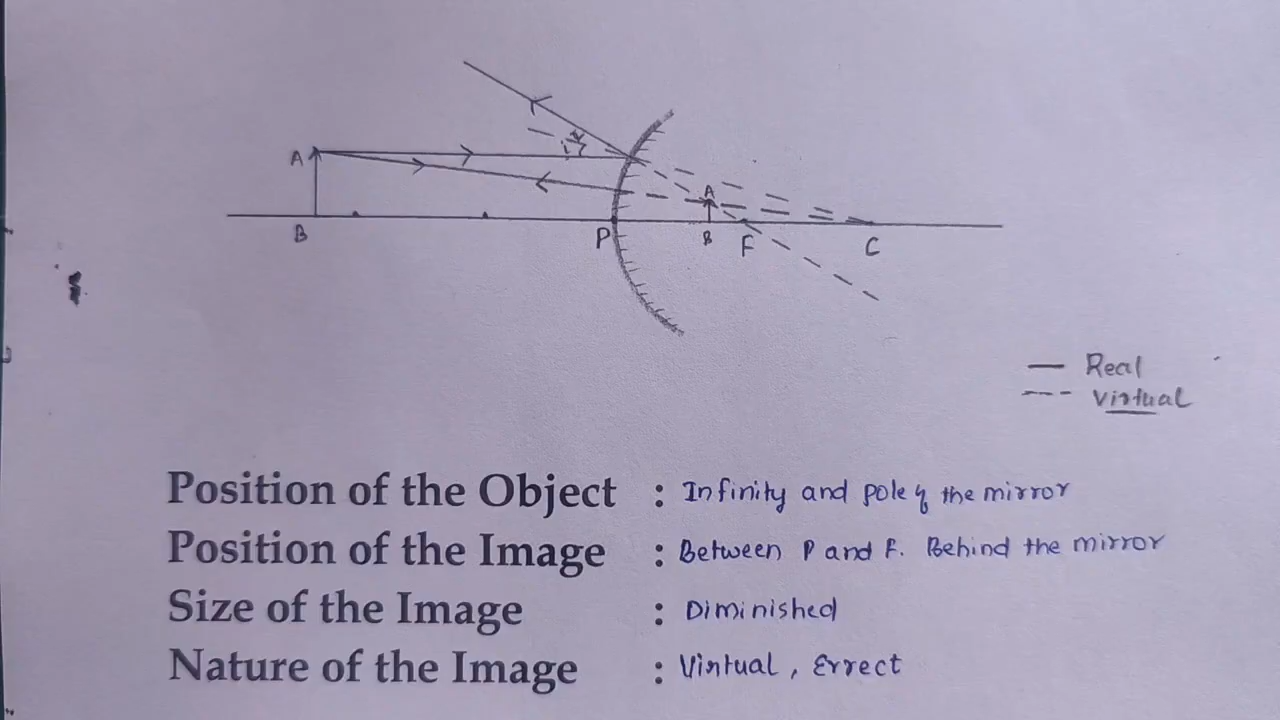 A
A
B
P
B
F
C
Real
Virtual
Position of the Object : Infinity and pole of the mirror
Position of the Image : Between P and F. Behind the mirror
Size of the Image : Diminished
Nature of the Image : Virtual, Errect